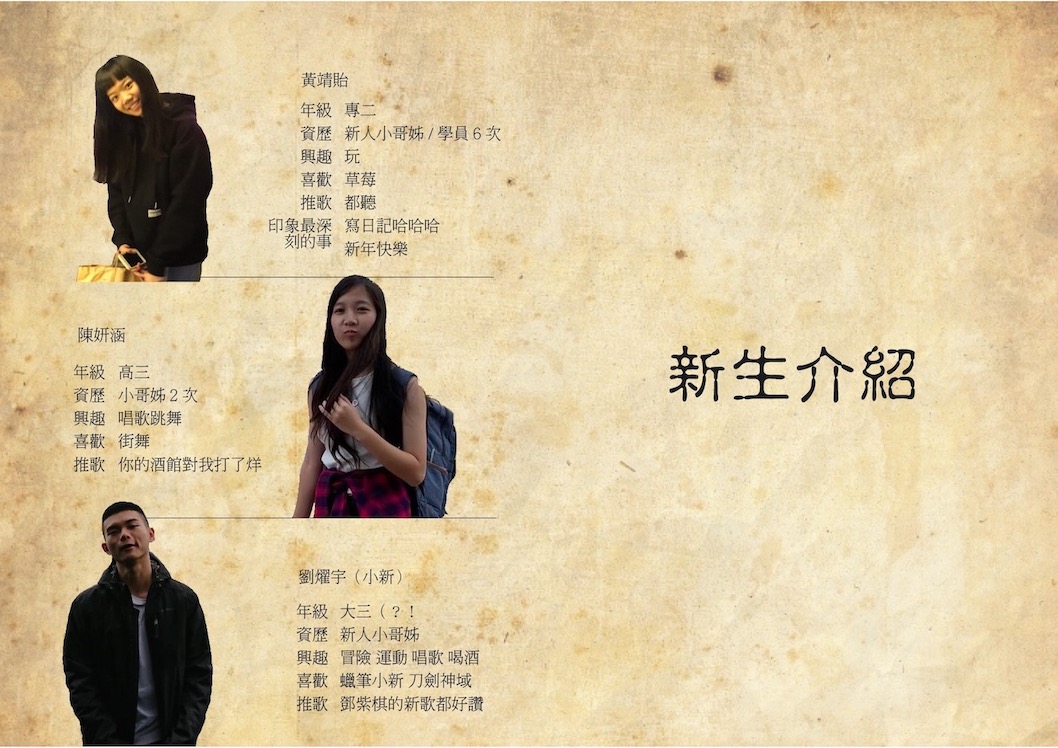 黃靖貽
年級 專二
資歷 新人小哥姊 / 學員 6 次
興趣 玩
喜歡 草莓
推歌 都聽
印象最深 寫日記哈哈哈
刻的事 新年快樂
陳妍涵
年級 高三
資歷 小哥姊 2 次
興趣 唱歌跳舞
喜歡 街舞
推歌 你的酒館對我打了烊
劉燿宇（小新）
年級 大三（？！
資歷 新人小哥姊
興趣 冒險 運動 唱歌 喝酒
喜歡 蠟筆小新 刀劍神域
推歌 鄧紫棋的新歌都好讚
新生介紹